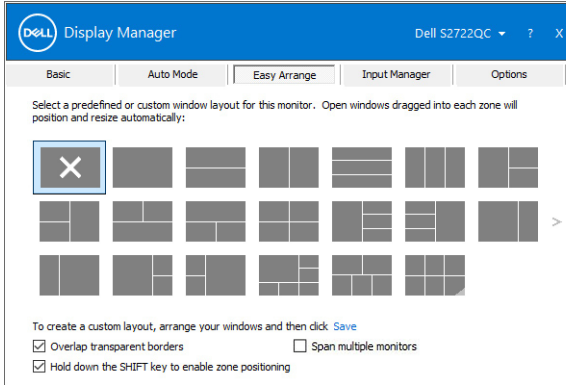 DELL Display Manager Dell S2722QC ? X
Basic Auto Mode Easy Arrange Input Manager Options
Select a predefined or custom window layout for this monitor. Open windows dragged into each zone will
position and resize automatically:
>
To create a custom layout, arrange your windows and then click Save
Overlap transparent borders Span multiple monitors
Hold down the SHIFT key to enable zone positioning